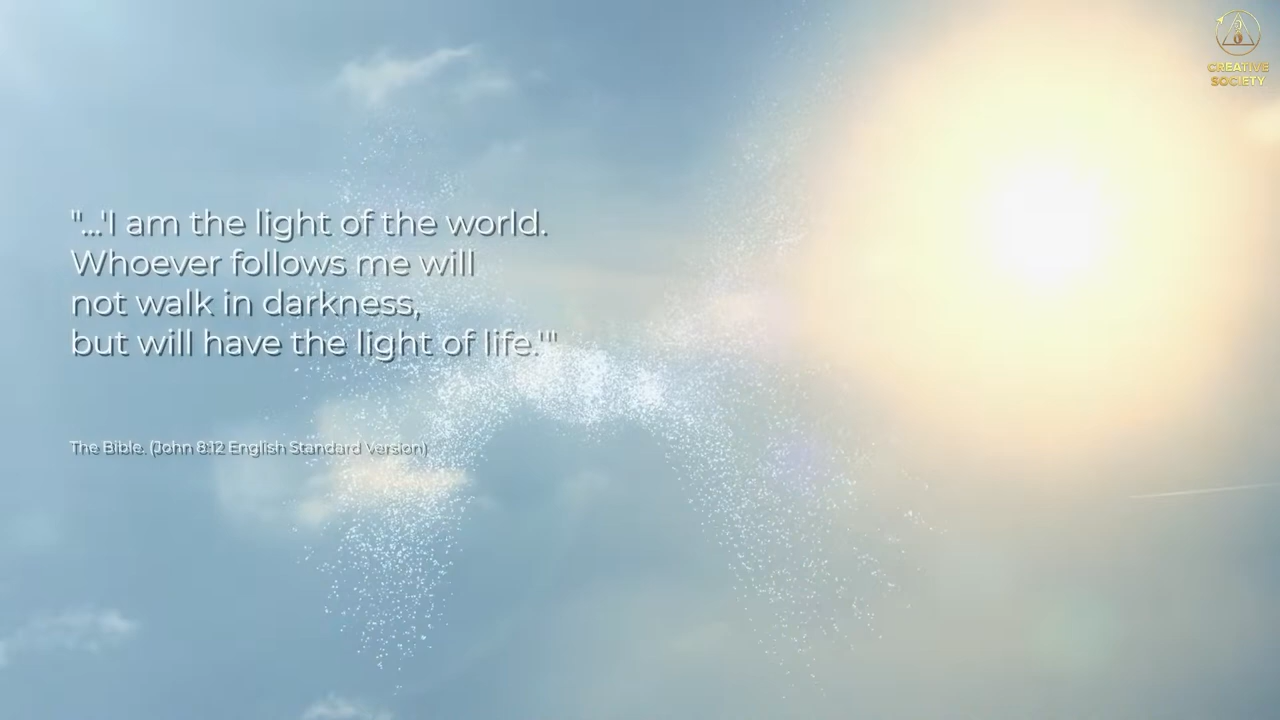 CREATIVE
SOCIETY
"...'I am the light of the world.
Whoever follows me will
not walk in darkness,
but will have the light of life.'"
The Bible. (John 8:12 English Standard Version)